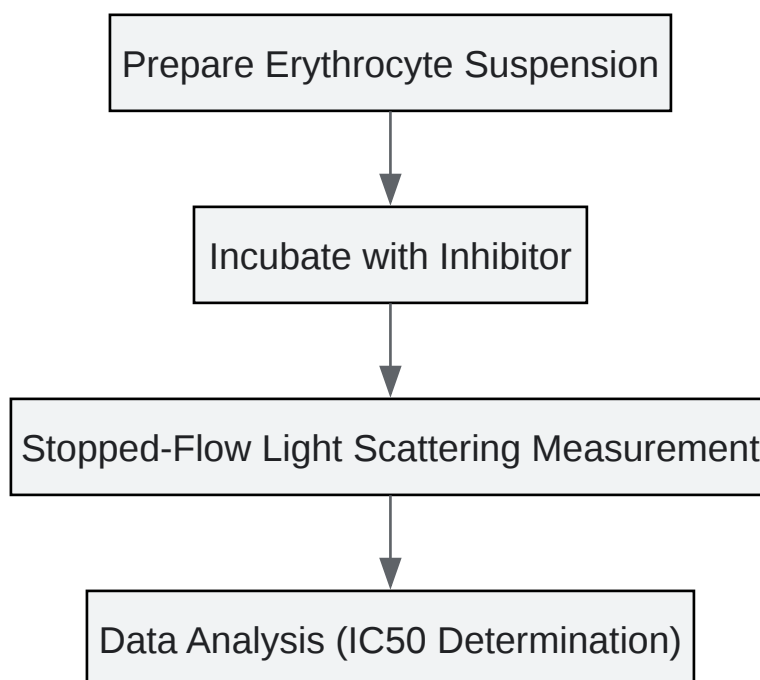 Prepare Erythrocyte Suspension
Incubate with Inhibitor
Stopped-Flow Light Scattering Measurement
Data Analysis (IC50 Determination)